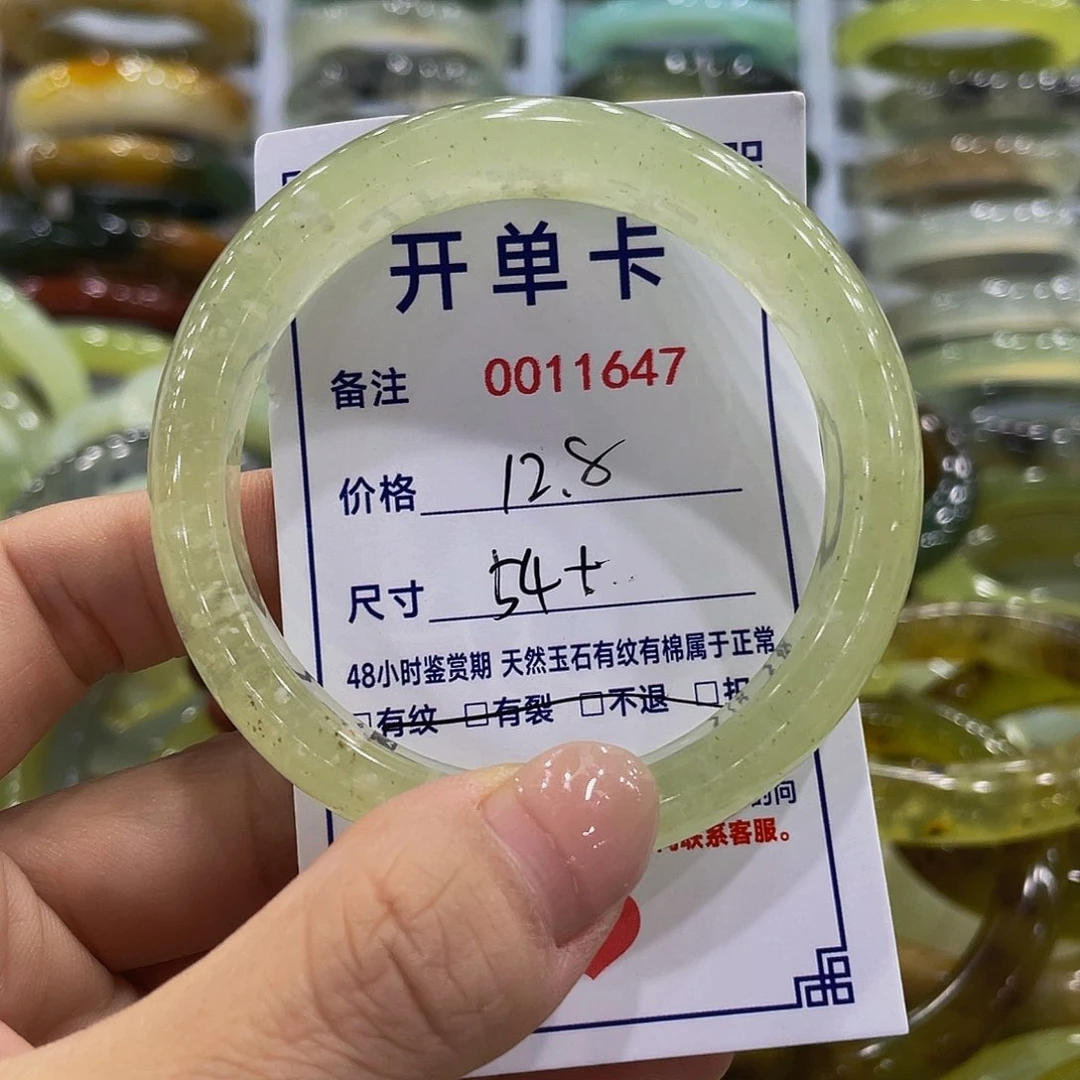 开单卡
备注 0011647
价格 12.8
尺寸 54+
48小时鉴赏期 天然玉石有纹有棉属于正常
□有纹 □有裂 □不退 □
的问
联系客服。